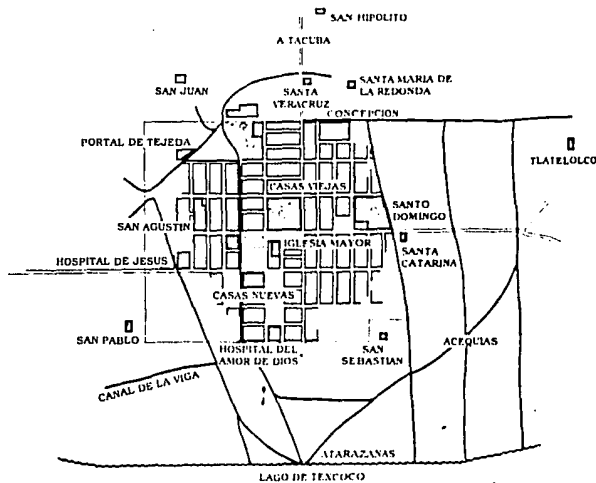 SAN HIPOLITO
A TACUBA
SAN JUAN
SANTA
VERACRUZ
SANTA MARIA DE
LA REDONDA
CONCEPCION
PORTAL DE TEJEDA
TLATELOLCO
CASAS VIEJAS
SANTO
DOMINGO
SAN AGUSTIN
IGLESIA MAYOR
SANTA
CATARINA
HOSPITAL DE JESUS
CASAS NUEVAS
SAN PABLO
HOSPITAL DEL
AMOR DE DIOS
SAN
SEBASTIAN
ACEQUIAS
CANAL DE LA VIGA
ATARAZANAS
LAGO DE TEXCOCO